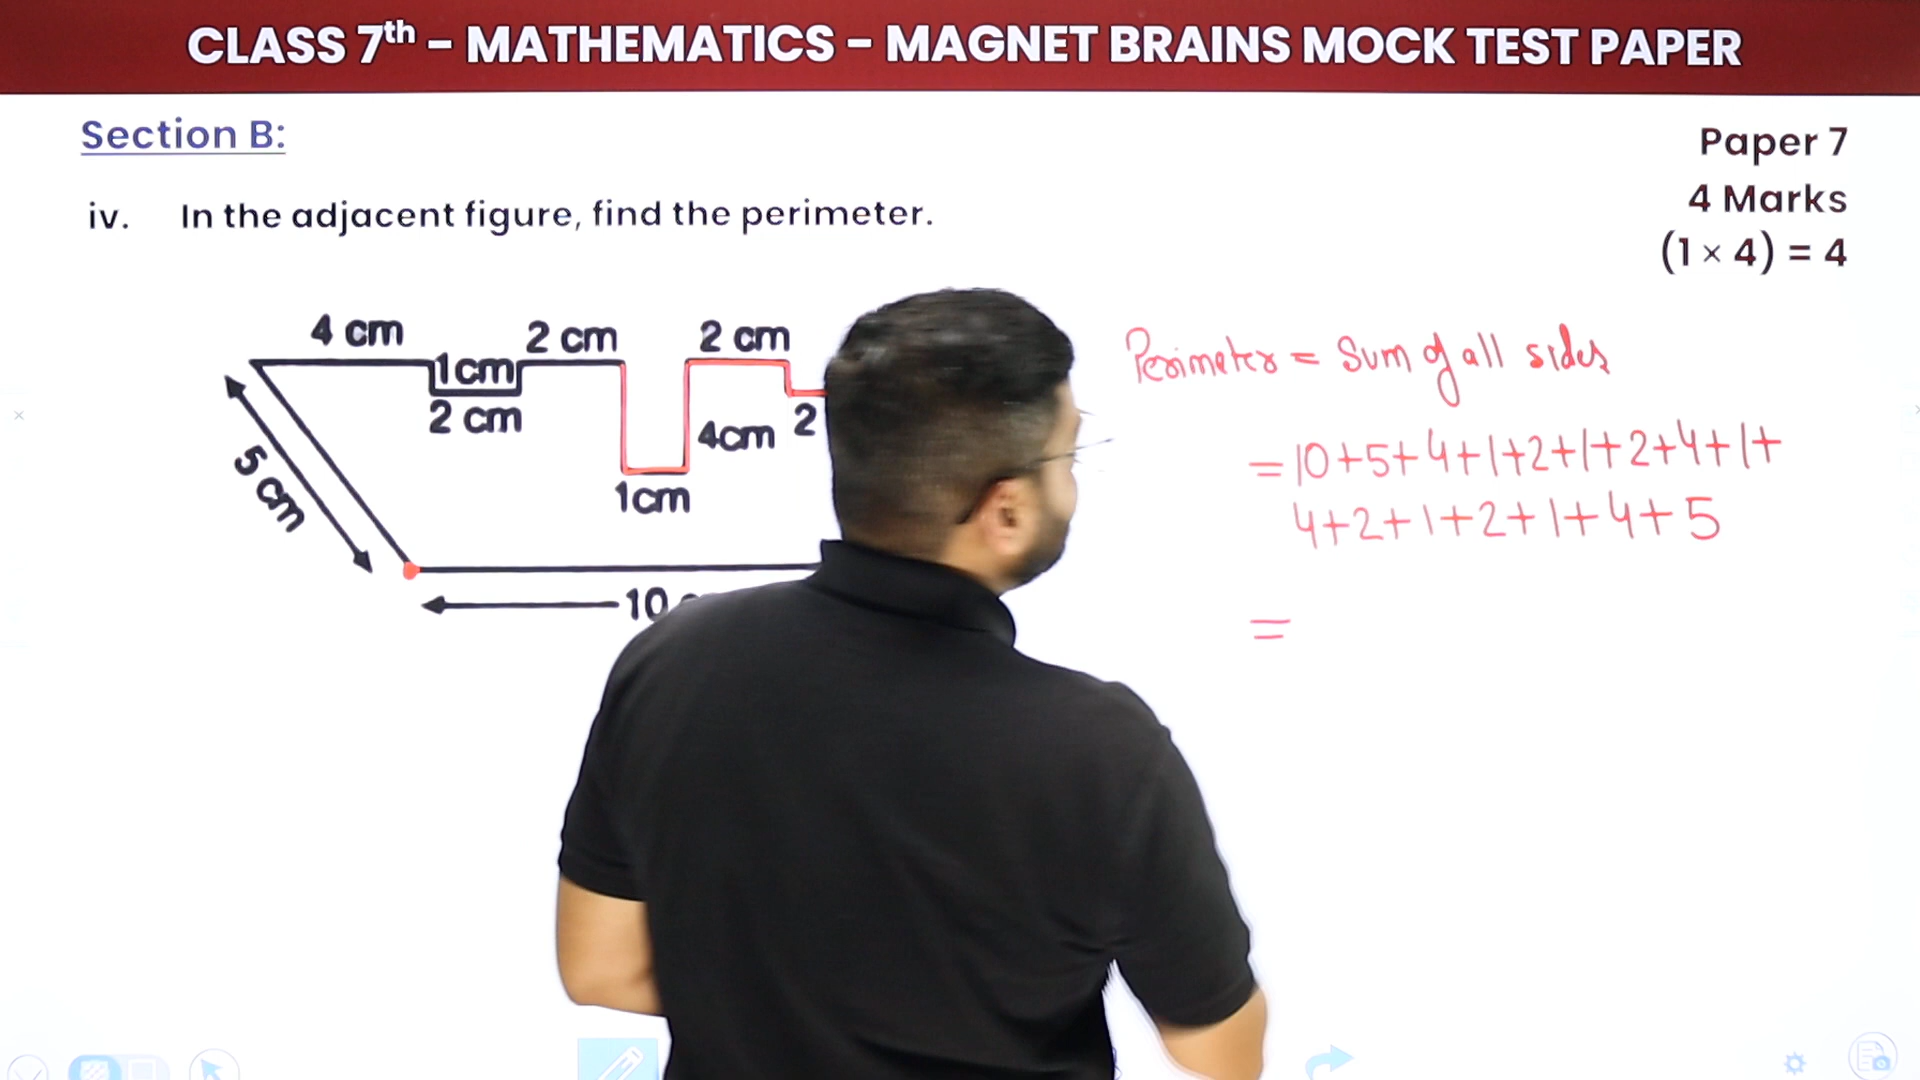 CLASS 7th – MATHEMATICS – MAGNET BRAINS MOCK TEST PAPER
Section B:
Paper 7
4 Marks
(1 × 4) = 4
iv. In the adjacent figure, find the perimeter.
4 cm
1cm
2 cm
2 cm
2 cm
4cm
2
1cm
5 cm
10
Perimeter = Sum of all sides
= 10+5+4+1+2+1+2+4+1+
4+2+1+2+1+4+5
=